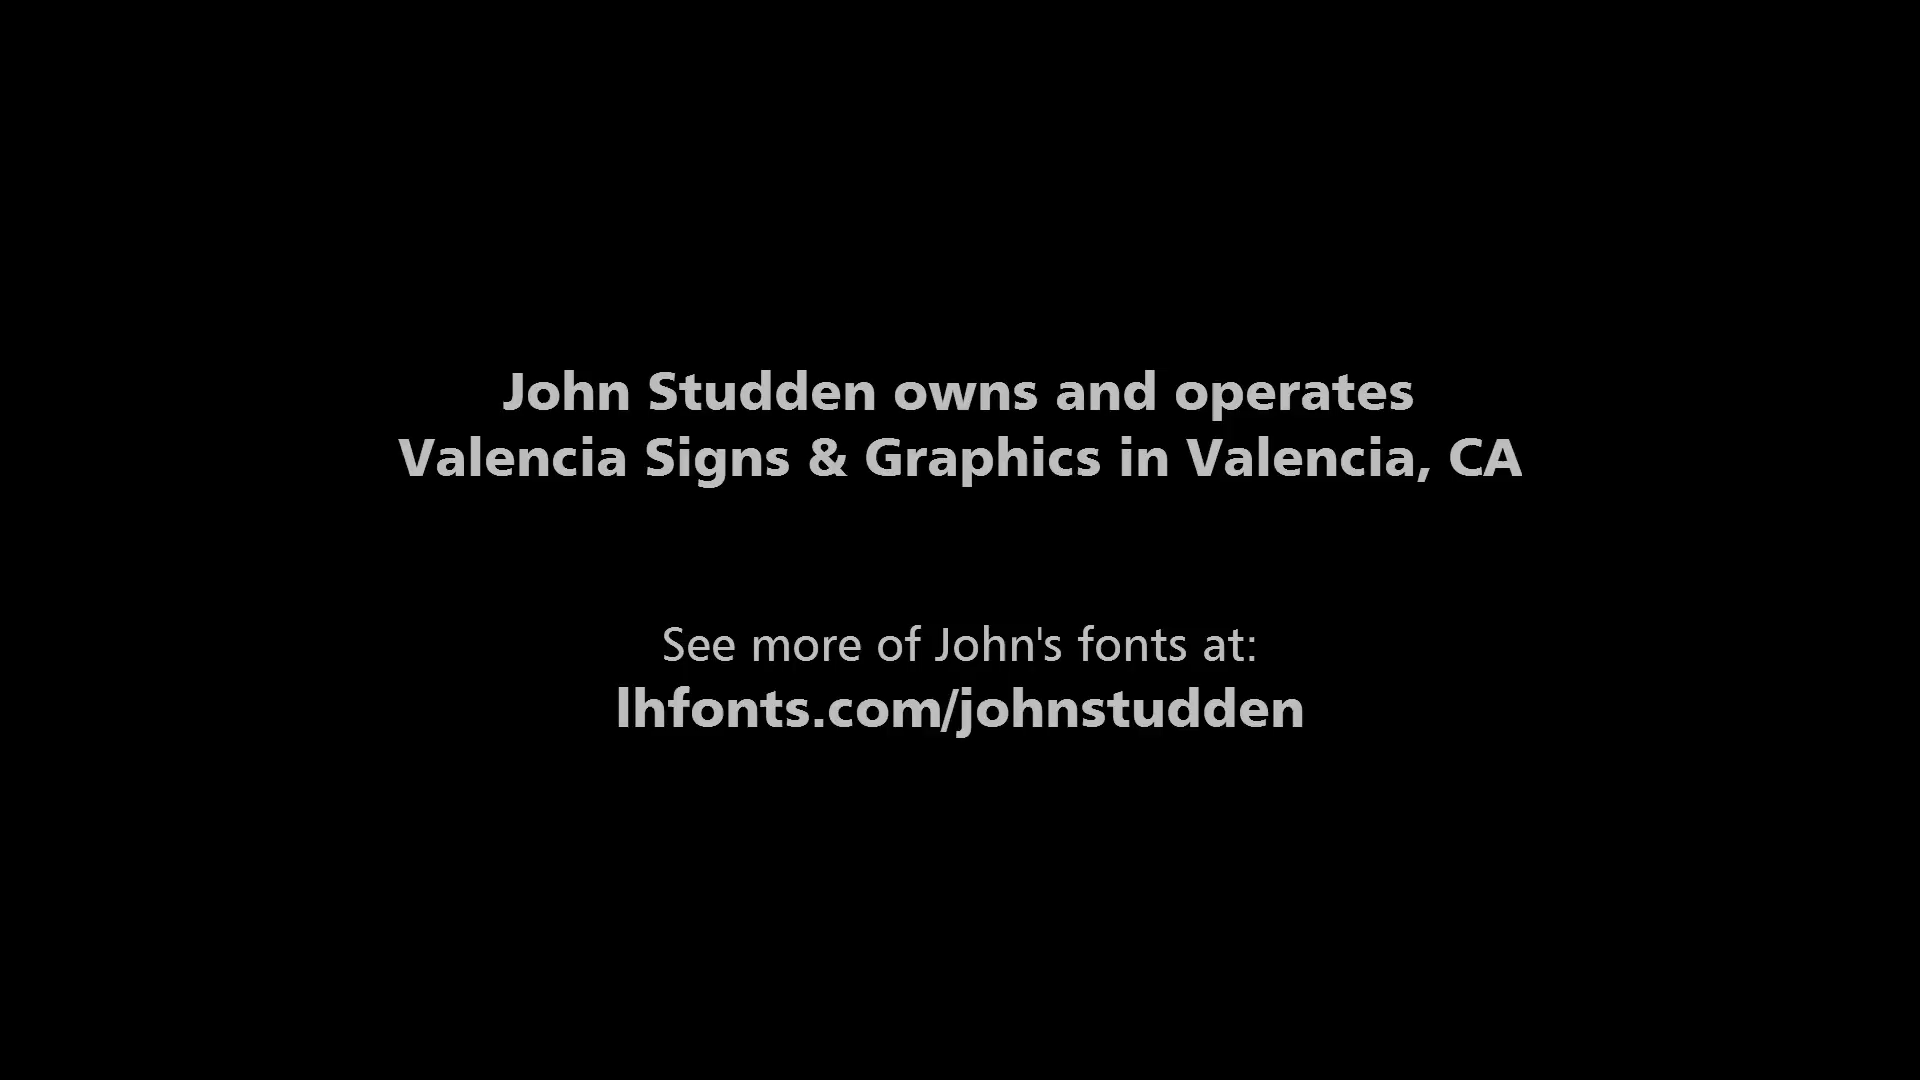 John Studden owns and operates
Valencia Signs & Graphics in Valencia, CA
See more of John's fonts at:
lhfonts.com/johnstudden